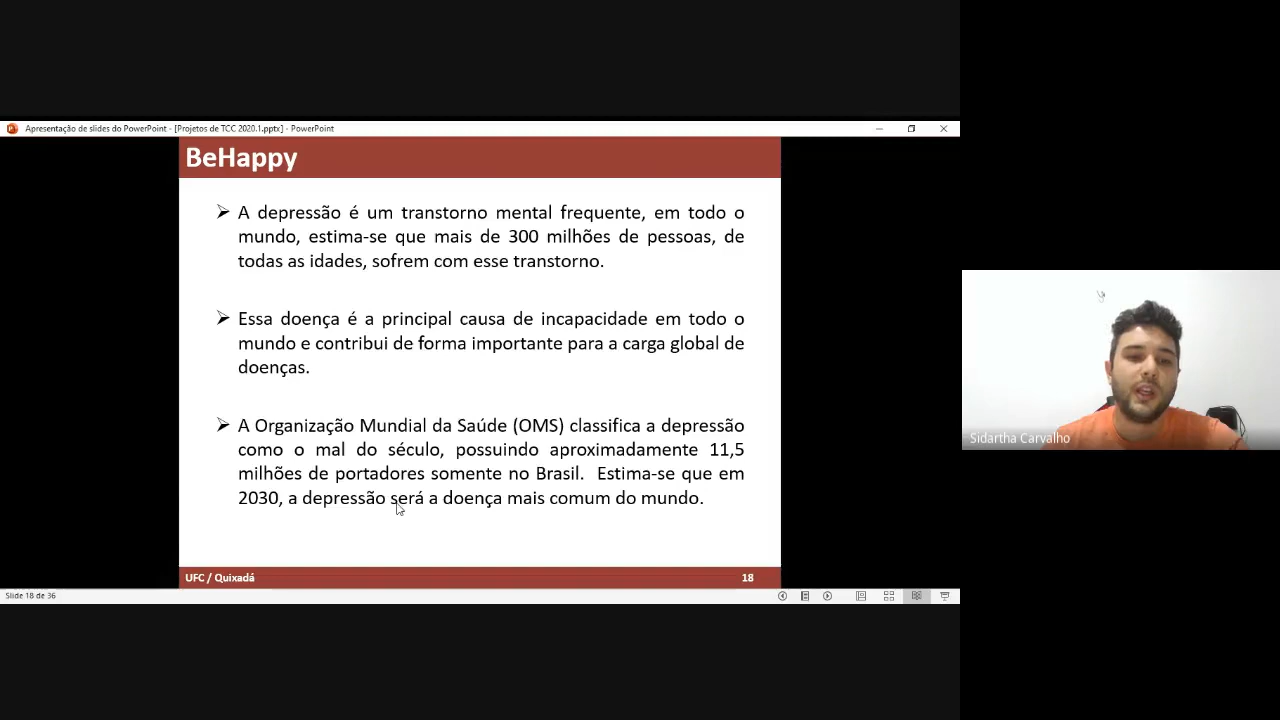 Apresentação de slides do PowerPoint - [Projetos de TCC 2020.1.pptx] - PowerPoint
BeHappy
A depressão é um transtorno mental frequente, em todo o
mundo, estima-se que mais de 300 milhões de pessoas, de
todas as idades, sofrem com esse transtorno.
Essa doença é a principal causa de incapacidade em todo o
mundo e contribui de forma importante para a carga global de
doenças.
A Organização Mundial da Saúde (OMS) classifica a depressão
como o mal do século, possuindo aproximadamente 11,5
milhões de portadores somente no Brasil. Estima-se que em
2030, a depressão será a doença mais comum do mundo.
UFC / Quixadá 18
Slide 18 de 36
Sidartha Carvalho